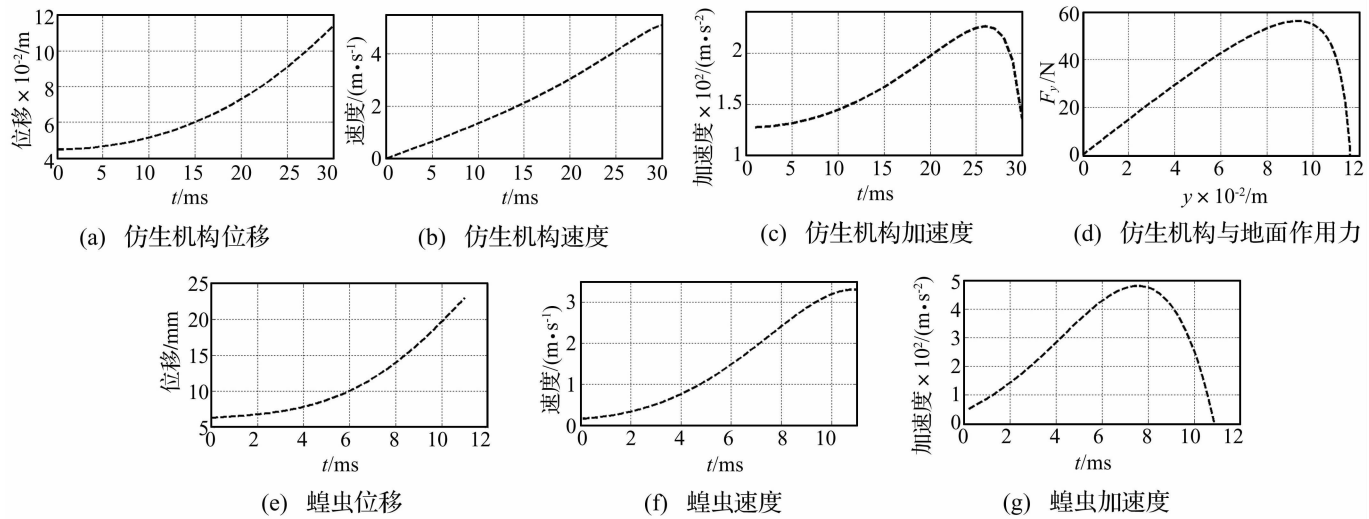 位移 × 10⁻²/m
12
10
8
6
4
0 5 10 15 20 25 30
t/ms
(a) 仿生机构位移
速度/(m•s⁻¹)
4
2
0
0 5 10 15 20 25 30
t/ms
(b) 仿生机构速度
加速度 × 10²/(m•s⁻²)
2
1.5
1
0 5 10 15 20 25 30
t/ms
(c) 仿生机构加速度
Fy/N
60
40
20
0
0 2 4 6 8 10 12
y × 10⁻²/m
(d) 仿生机构与地面作用力
位移/mm
25
20
15
10
5
0 2 4 6 8 10 12
t/ms
(e) 蝗虫位移
速度/(m•s⁻¹)
3
2
1
0
0 2 4 6 8 10
t/ms
(f) 蝗虫速度
加速度 × 10²/(m•s⁻²)
5
4
3
2
1
0
0 2 4 6 8 10 12
t/ms
(g) 蝗虫加速度